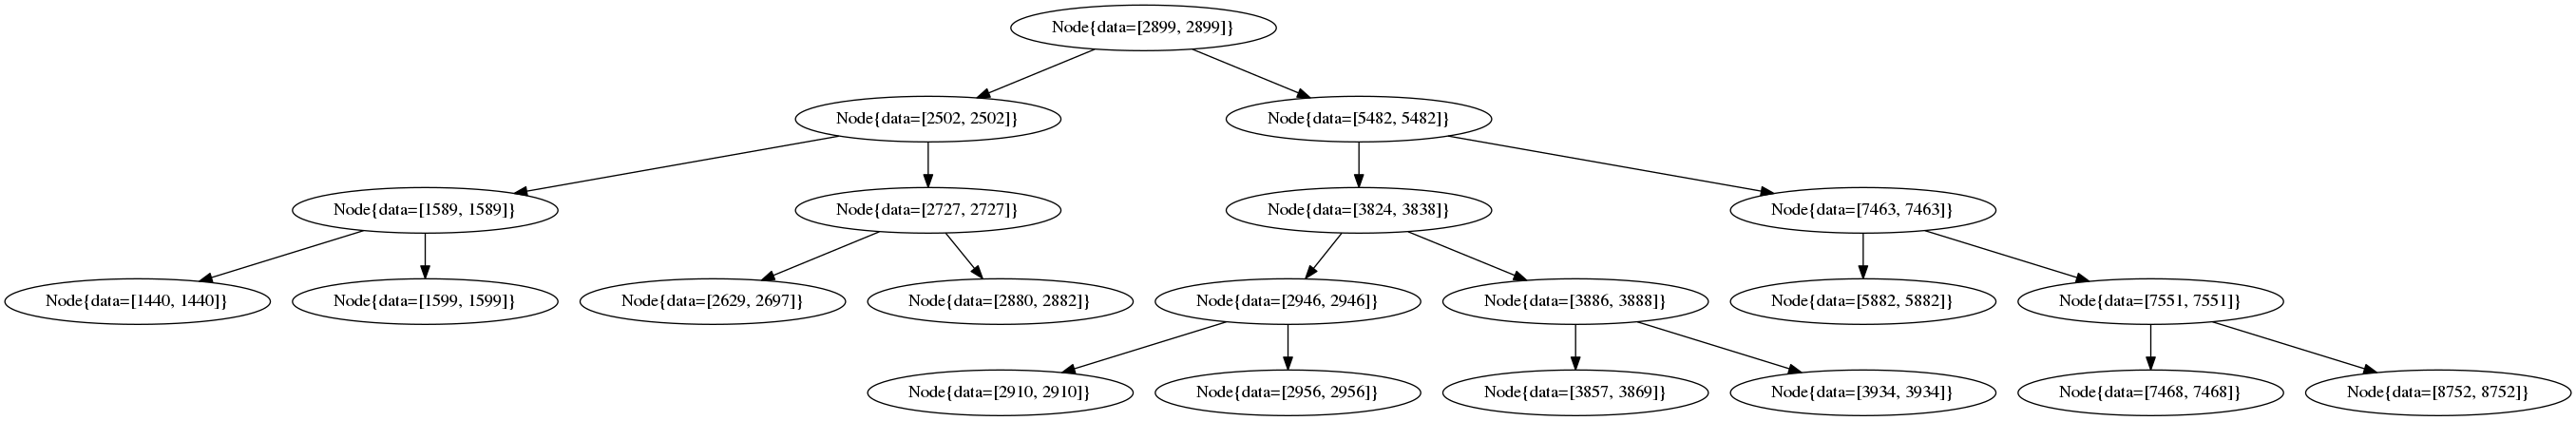 Node{data=[2899, 2899]}
Node{data=[2502, 2502]}
Node{data=[5482, 5482]}
Node{data=[1589, 1589]}
Node{data=[2727, 2727]}
Node{data=[3824, 3838]}
Node{data=[7463, 7463]}
Node{data=[1440, 1440]}
Node{data=[1599, 1599]}
Node{data=[2629, 2697]}
Node{data=[2880, 2882]}
Node{data=[2946, 2946]}
Node{data=[3886, 3888]}
Node{data=[5882, 5882]}
Node{data=[7551, 7551]}
Node{data=[2910, 2910]}
Node{data=[2956, 2956]}
Node{data=[3857, 3869]}
Node{data=[3934, 3934]}
Node{data=[7468, 7468]}
Node{data=[8752, 8752]}